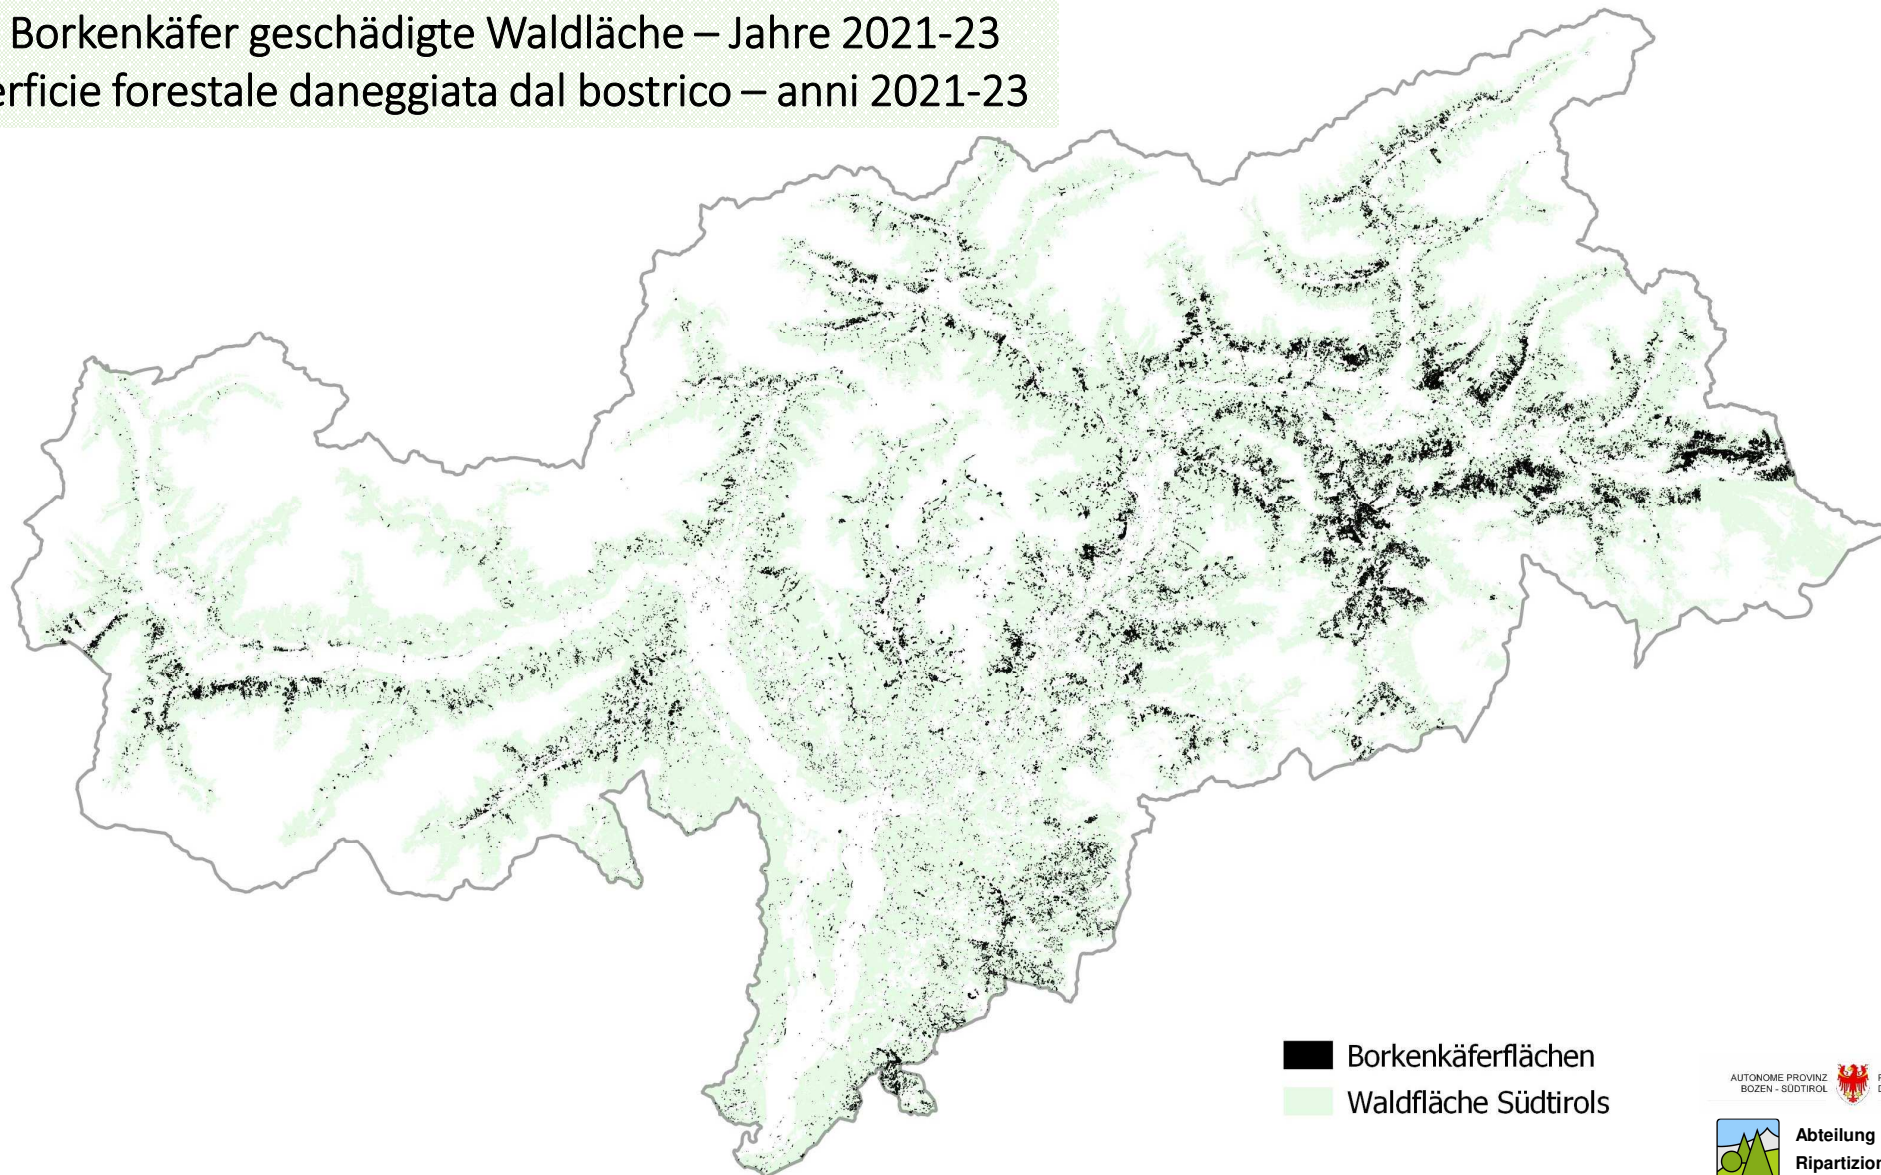 Borkenkäfer geschädigte Waldläche – Jahre 2021-23
erficie forestale daneggiata dal bostrico – anni 2021-23
Borkenkäferflächen
Waldfläche Südtirols
AUTONOME PROVINZ
BOZEN - SÜDTIROL
Abteilung
Ripartizion